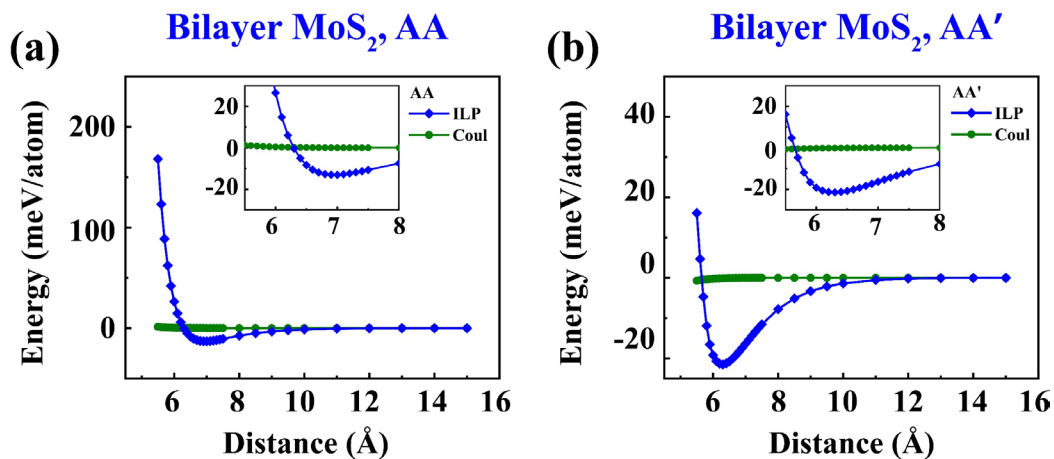 (a)
Bilayer MoS₂, AA
Energy (meV/atom)
200
100
0
6
8
10
12
14
16
Distance (Å)
20
0
-20
6
7
8
AA
ILP
Coul
(b)
Bilayer MoS₂, AA′
Energy (meV/atom)
40
20
0
-20
6
8
10
12
14
16
Distance (Å)
20
0
-20
6
7
8
AA'
ILP
Coul